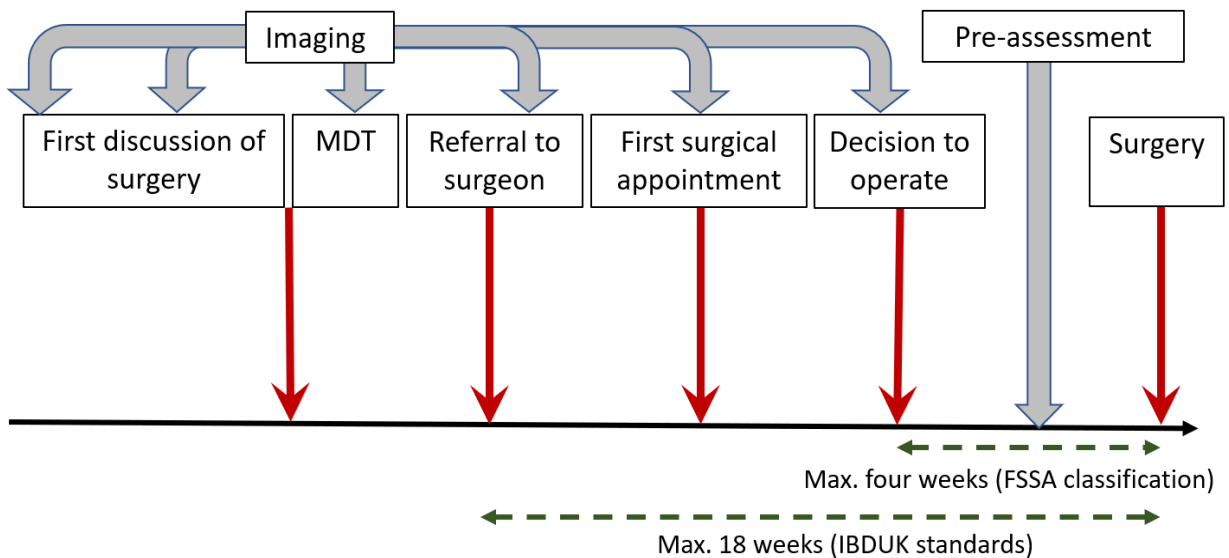 Imaging
Pre-assessment
First discussion of
surgery
MDT
Referral to
surgeon
First surgical
appointment
Decision to
operate
Surgery
Max. four weeks (FSSA classification)
Max. 18 weeks (IBDUK standards)